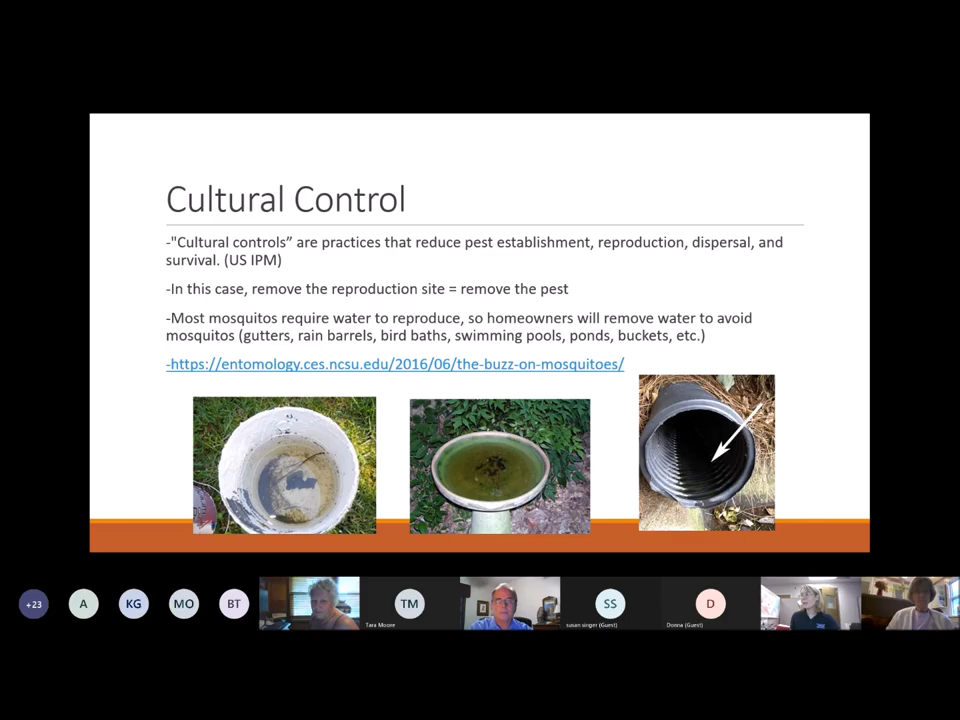 Cultural Control
-"Cultural controls” are practices that reduce pest establishment, reproduction, dispersal, and
survival. (US IPM)
-In this case, remove the reproduction site = remove the pest
-Most mosquitos require water to reproduce, so homeowners will remove water to avoid
mosquitos (gutters, rain barrels, bird baths, swimming pools, ponds, buckets, etc.)
-https://entomology.ces.ncsu.edu/2016/06/the-buzz-on-mosquitoes/
+23
A
KG
MO
BT
TM
Tara Moore
SS
susan singer (Guest)
D
Donna (Guest)